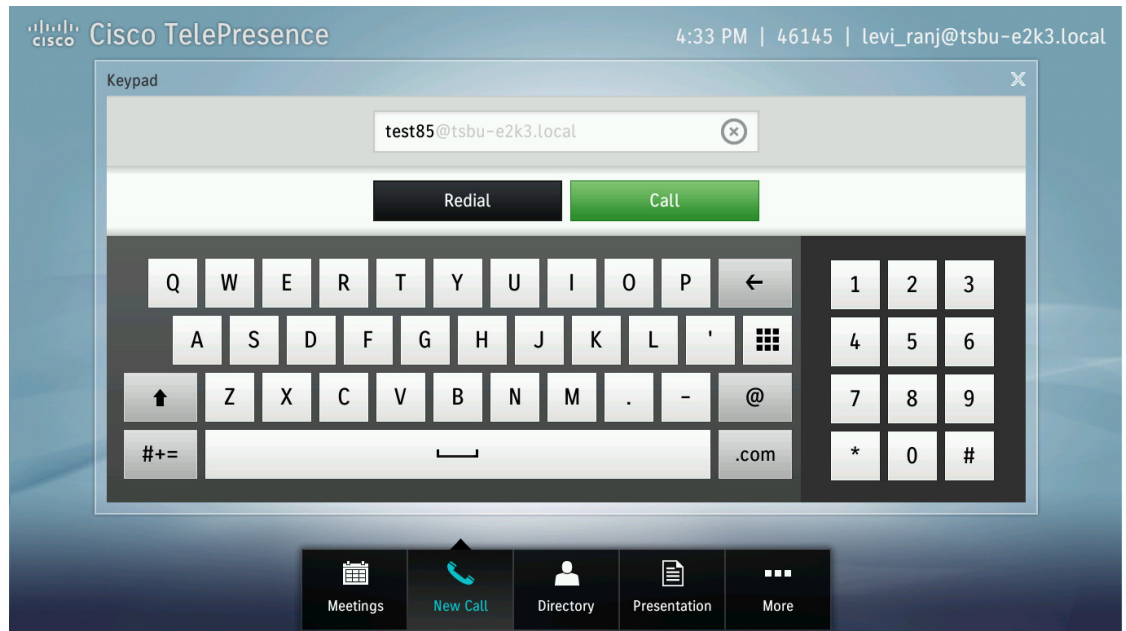 cisco Cisco TelePresence 4:33 PM | 46145 | levi_ranj@tsbu-e2k3.local
Keypad X
test85@tsbu-e2k3.local
Redial Call
Q W E R T Y U I O P ← 1 2 3
A S D F G H J K L ' 4 5 6
Z X C V B N M . - @ 7 8 9
#+= .com * 0 #
Meetings New Call Directory Presentation More